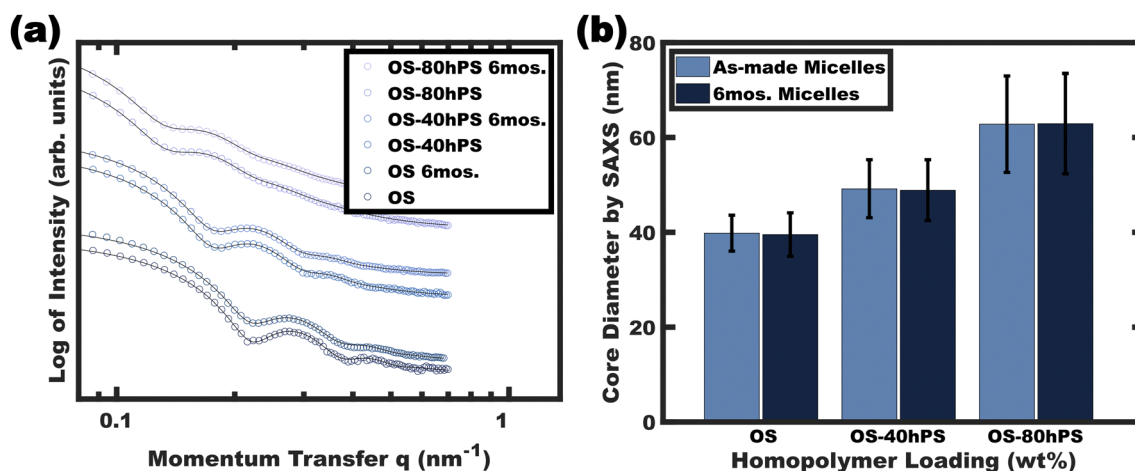 (a)
Log of Intensity (arb. units)
OS-80hPS 6mos.
OS-80hPS
OS-40hPS 6mos.
OS-40hPS
OS 6mos.
OS
0.1
1
Momentum Transfer q (nm⁻¹)
(b)
Core Diameter by SAXS (nm)
80
60
40
20
0
As-made Micelles
6mos. Micelles
OS
OS-40hPS
OS-80hPS
Homopolymer Loading (wt%)